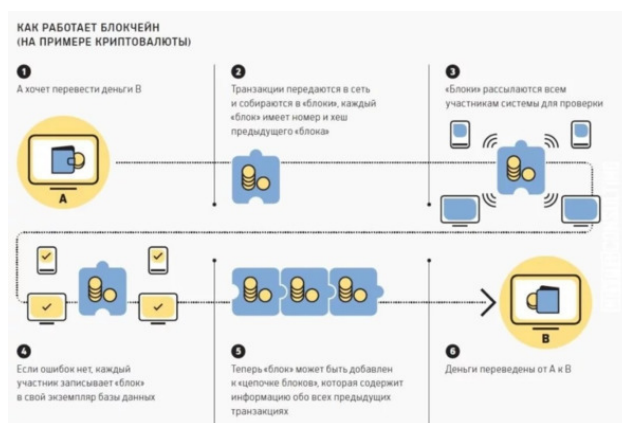 КАК РАБОТАЕТ БЛОКЧЕЙН
(НА ПРИМЕРЕ КРИПТОВАЛЮТЫ)
1
А хочет перевести деньги В
2
Транзакции передаются в сеть
и собираются в «блоки», каждый
«блок» имеет номер и хеш
предыдущего «блока»
3
«Блоки» рассылаются всем
участникам системы для проверки
A
4
Если ошибок нет, каждый
участник записывает «блок»
в свой экземпляр базы данных
5
Теперь «блок» может быть добавлен
к «цепочке блоков», которая содержит
информацию обо всех предыдущих
транзакциях
B
6
Деньги переведены от А к В